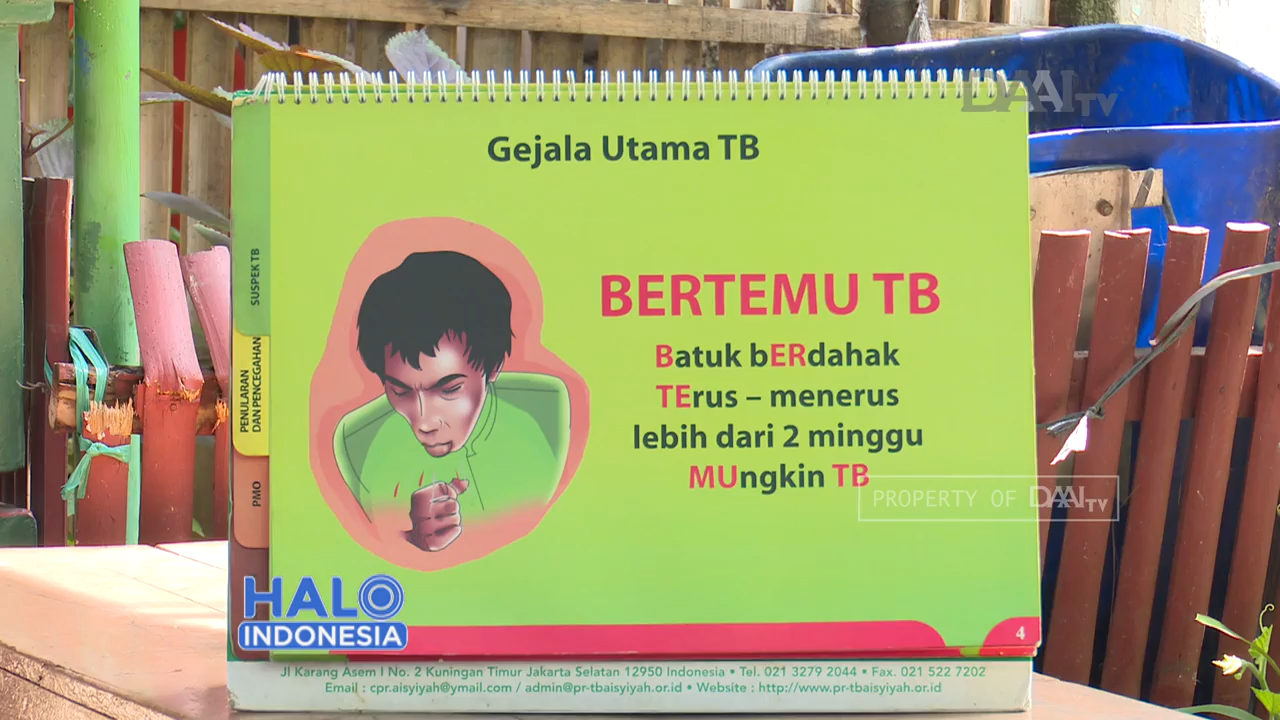 DAAI TV
Gejala Utama TB
SUSPEK TB
PENULARAN
DAN PENCEGAHAN
PMO
BERTEMU TB
Batuk bERdahak
TErus – menerus
lebih dari 2 minggu
MUngkin TB
PROPERTY OF DAAI TV
HALO
INDONESIA
4
Jl Karang Asem I No. 2 Kuningan Timur Jakarta Selatan 12950 Indonesia • Tel. 021 3279 2044 • Fax. 021 522 7202
Email : cpr.aisyiyah@ymail.com / admin@pr-tbaisyiyah.or.id • Website : http://www.pr-tbaisyiyah.or.id